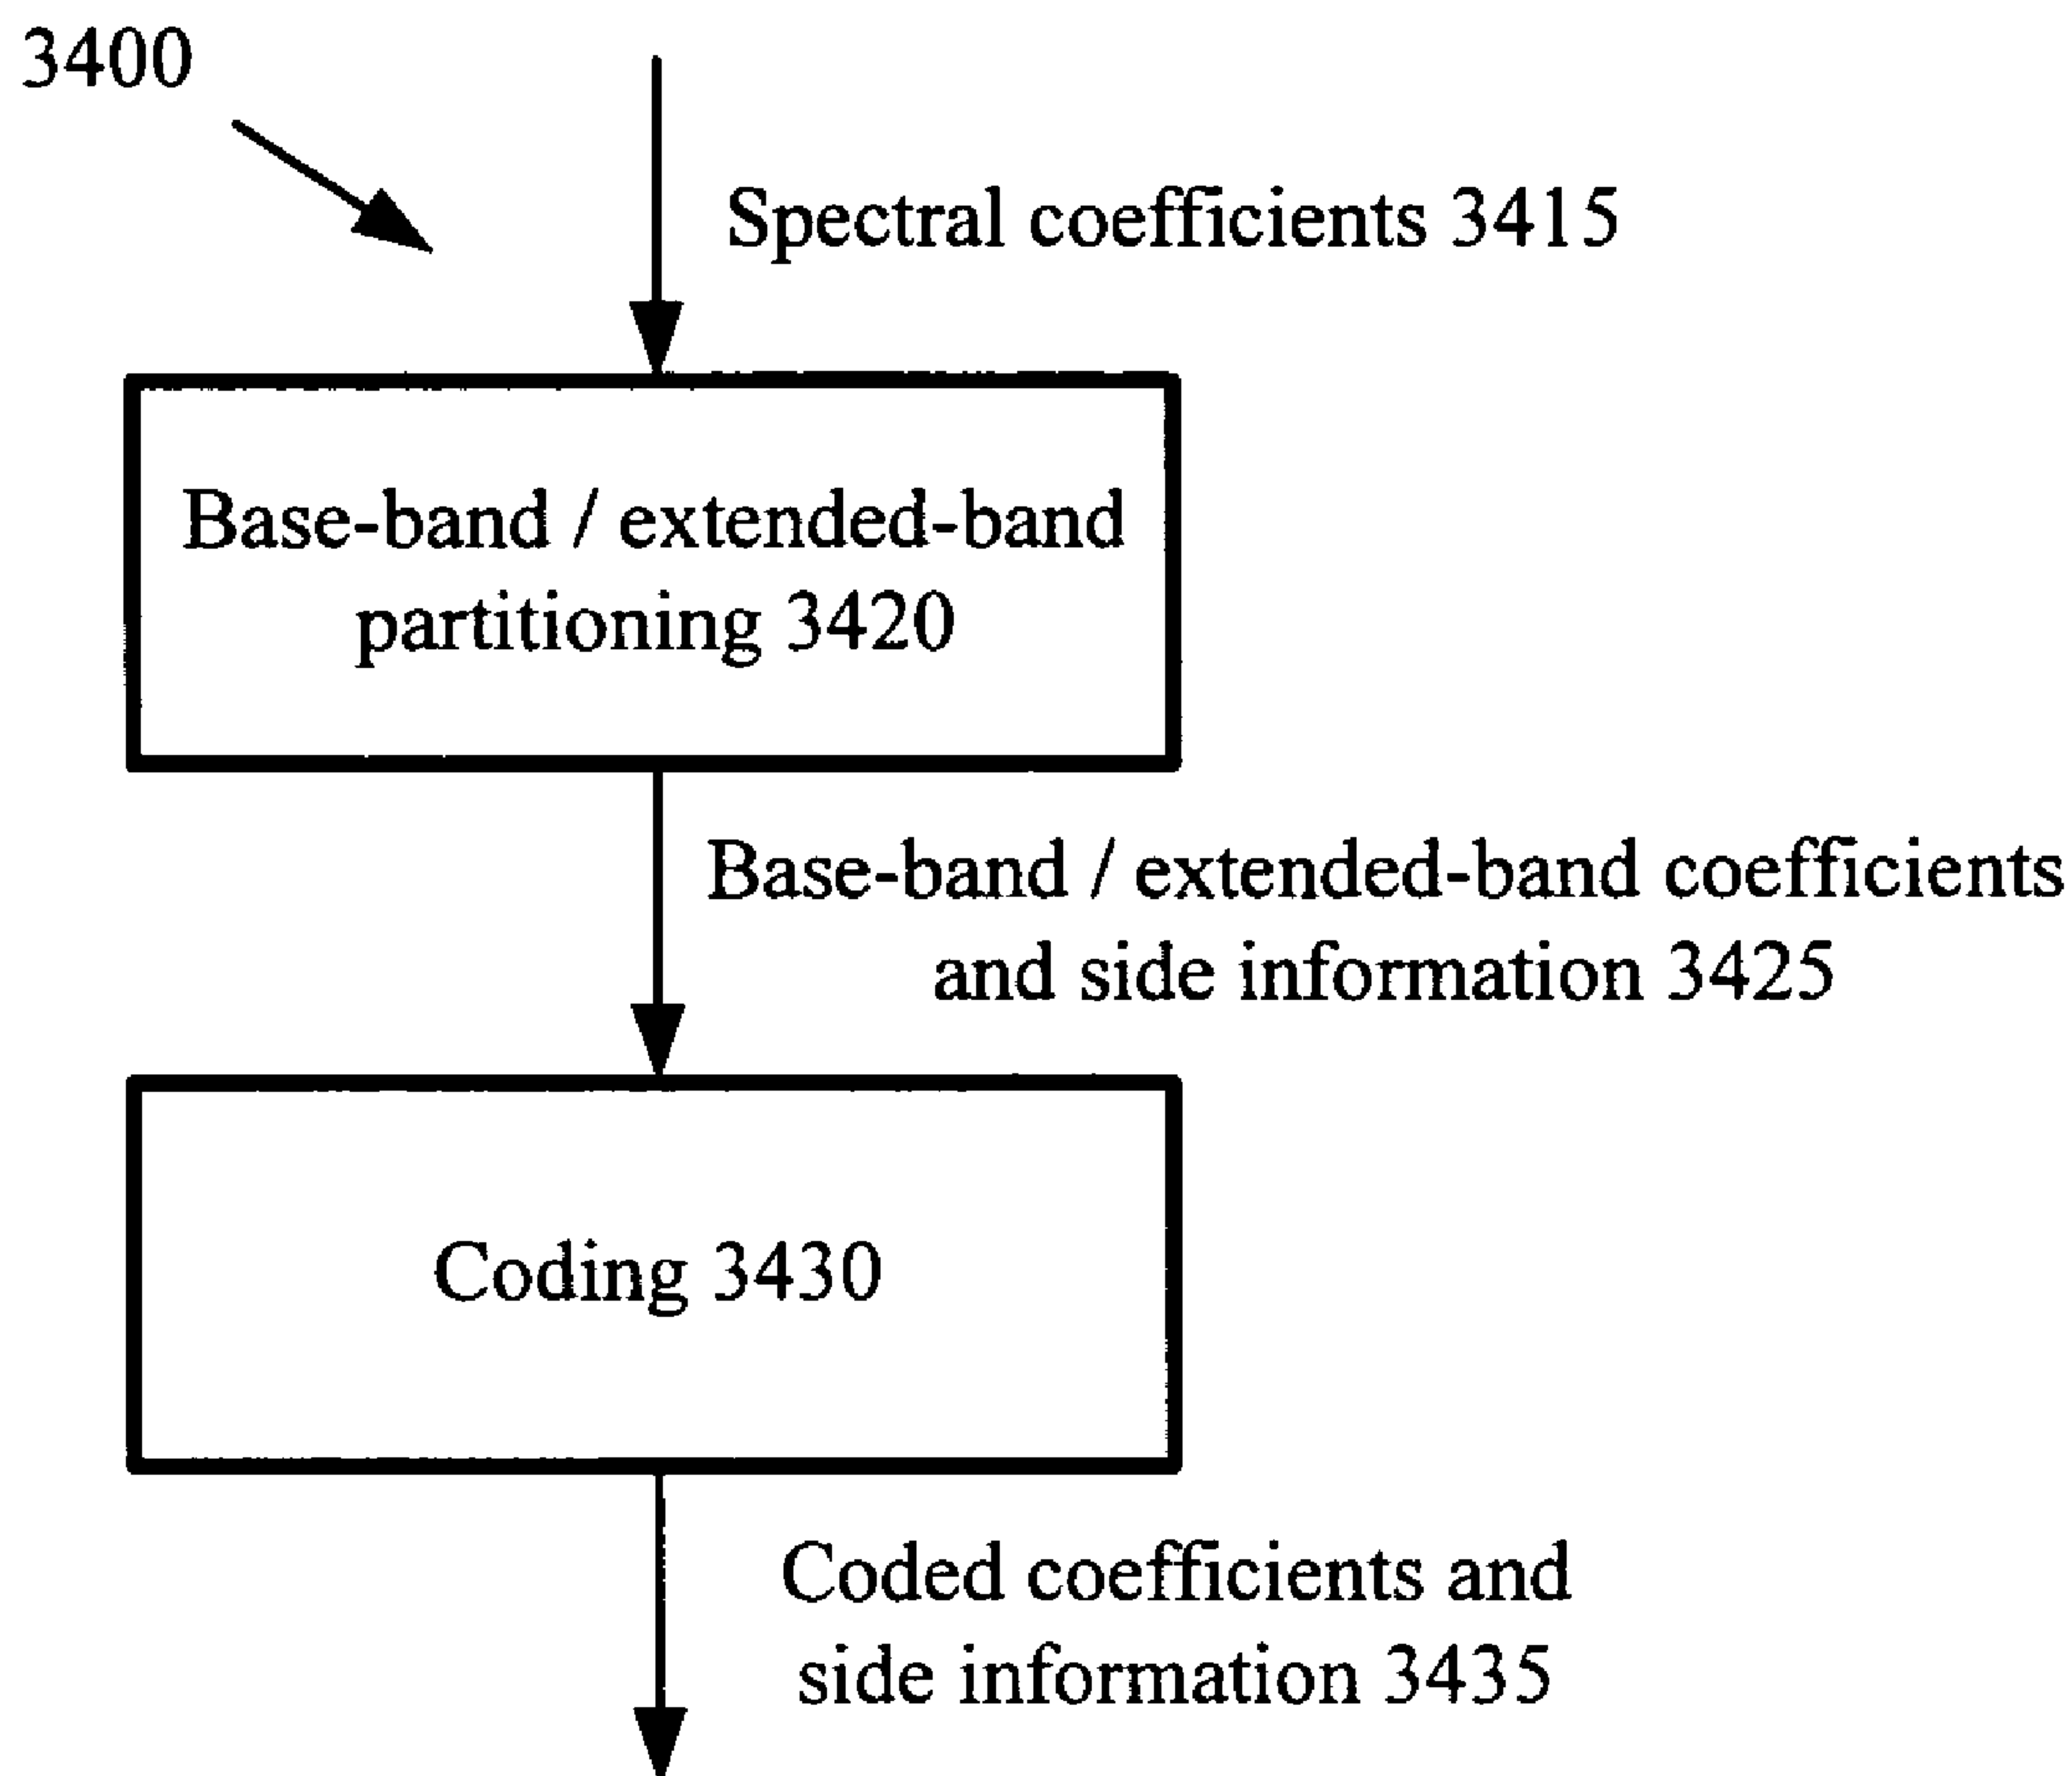 3400
Spectral coefficients 3415
Base-band / extended-band
partitioning 3420
Base-band / extended-band coefficients
and side information 3425
Coding 3430
Coded coefficients and
side information 3435